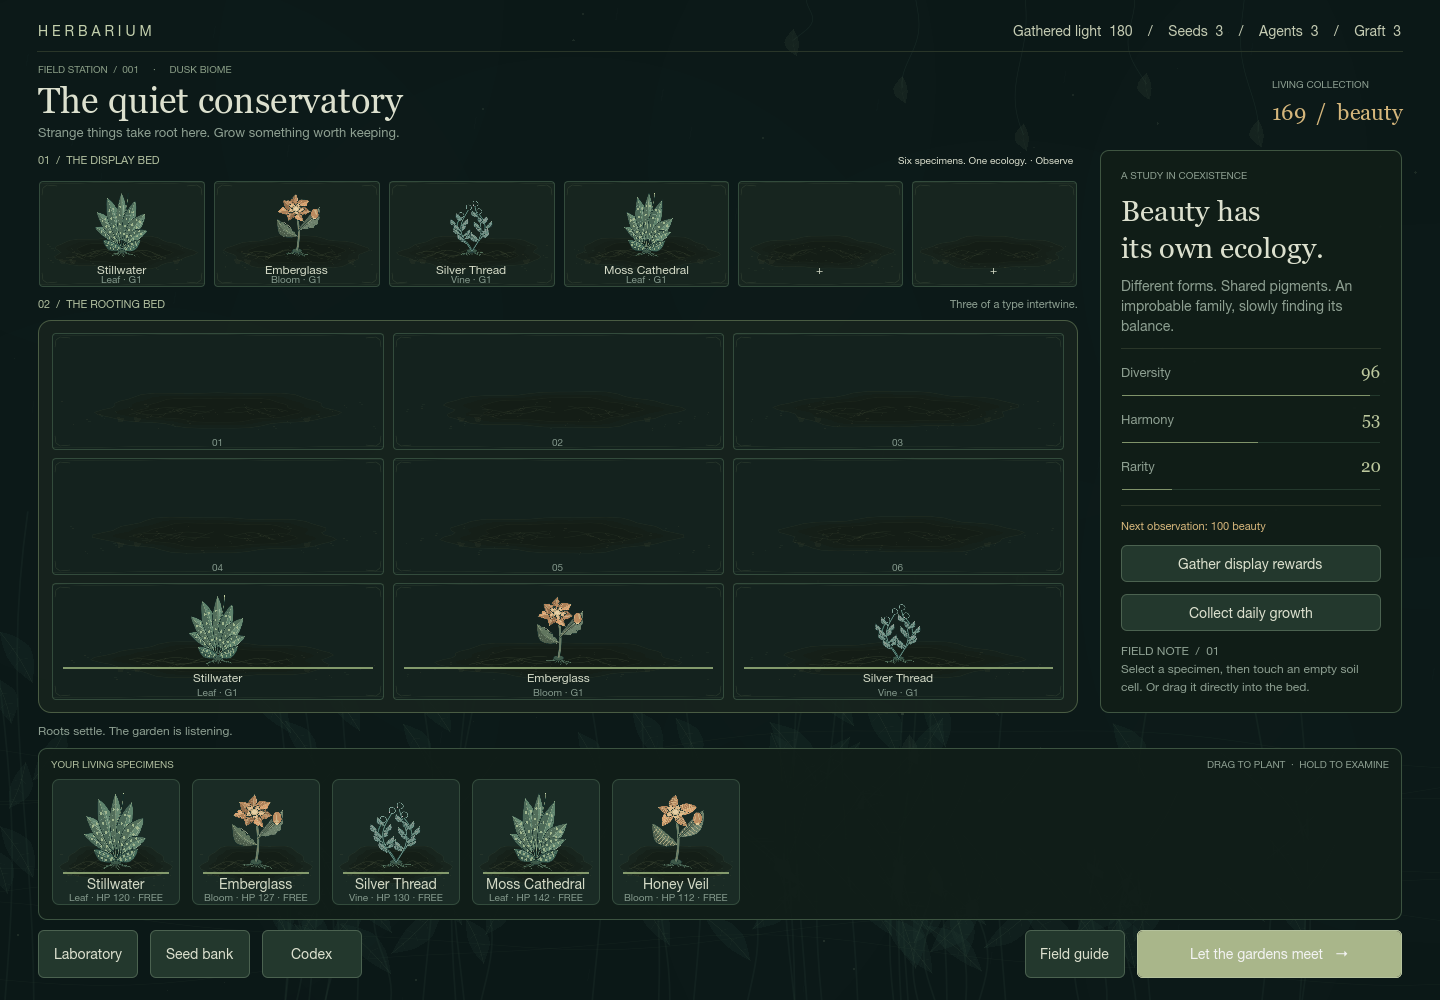 HERBARIUM
Gathered light 180 / Seeds 3 / Agents 3 / Graft 3
FIELD STATION / 001 · DUSK BIOME
The quiet conservatory
Strange things take root here. Grow something worth keeping.
LIVING COLLECTION
169 / beauty
01 / THE DISPLAY BED
Six specimens. One ecology. · Observe
Stillwater
Leaf · G1
Emberglass
Bloom · G1
Silver Thread
Vine · G1
Moss Cathedral
Leaf · G1
+
+
02 / THE ROOTING BED
Three of a type intertwine.
01
02
03
04
05
06
Stillwater
Leaf · G1
Emberglass
Bloom · G1
Silver Thread
Vine · G1
A STUDY IN COEXISTENCE
Beauty has
its own ecology.
Different forms. Shared pigments. An
improbable family, slowly finding its
balance.
Diversity 96
Harmony 53
Rarity 20
Next observation: 100 beauty
Gather display rewards
Collect daily growth
FIELD NOTE / 01
Select a specimen, then touch an empty soil
cell. Or drag it directly into the bed.
Roots settle. The garden is listening.
YOUR LIVING SPECIMENS
DRAG TO PLANT · HOLD TO EXAMINE
Stillwater
Leaf · HP 120 · FREE
Emberglass
Bloom · HP 127 · FREE
Silver Thread
Vine · HP 130 · FREE
Moss Cathedral
Leaf · HP 142 · FREE
Honey Veil
Bloom · HP 112 · FREE
Laboratory
Seed bank
Codex
Field guide
Let the gardens meet →